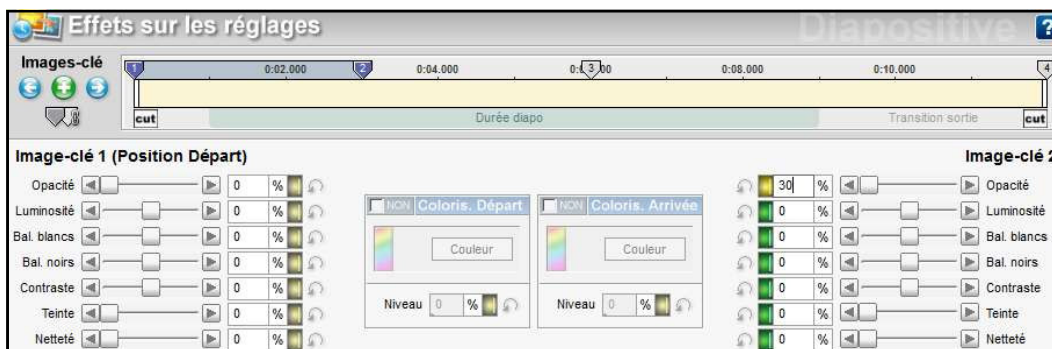 Effets sur les réglages Diapositive ?
Images-clé
1 0:02.000 2 0:04.000 3 0:08.000 0:10.000 4
cut Durée diapo Transition sortie cut
Image-clé 1 (Position Départ) Image-clé 2
Opacité 0 % 30 % Opacité
Luminosité 0 % NON Coloris. Départ NON Coloris. Arrivée 0 % Luminosité
Bal. blancs 0 % 0 % Bal. blancs
Couleur Couleur
Bal. noirs 0 % 0 % Bal. noirs
Contraste 0 % 0 % Contraste
Niveau 0 % Niveau 0 %
Teinte 0 % 0 % Teinte
Netteté 0 % 0 % Netteté